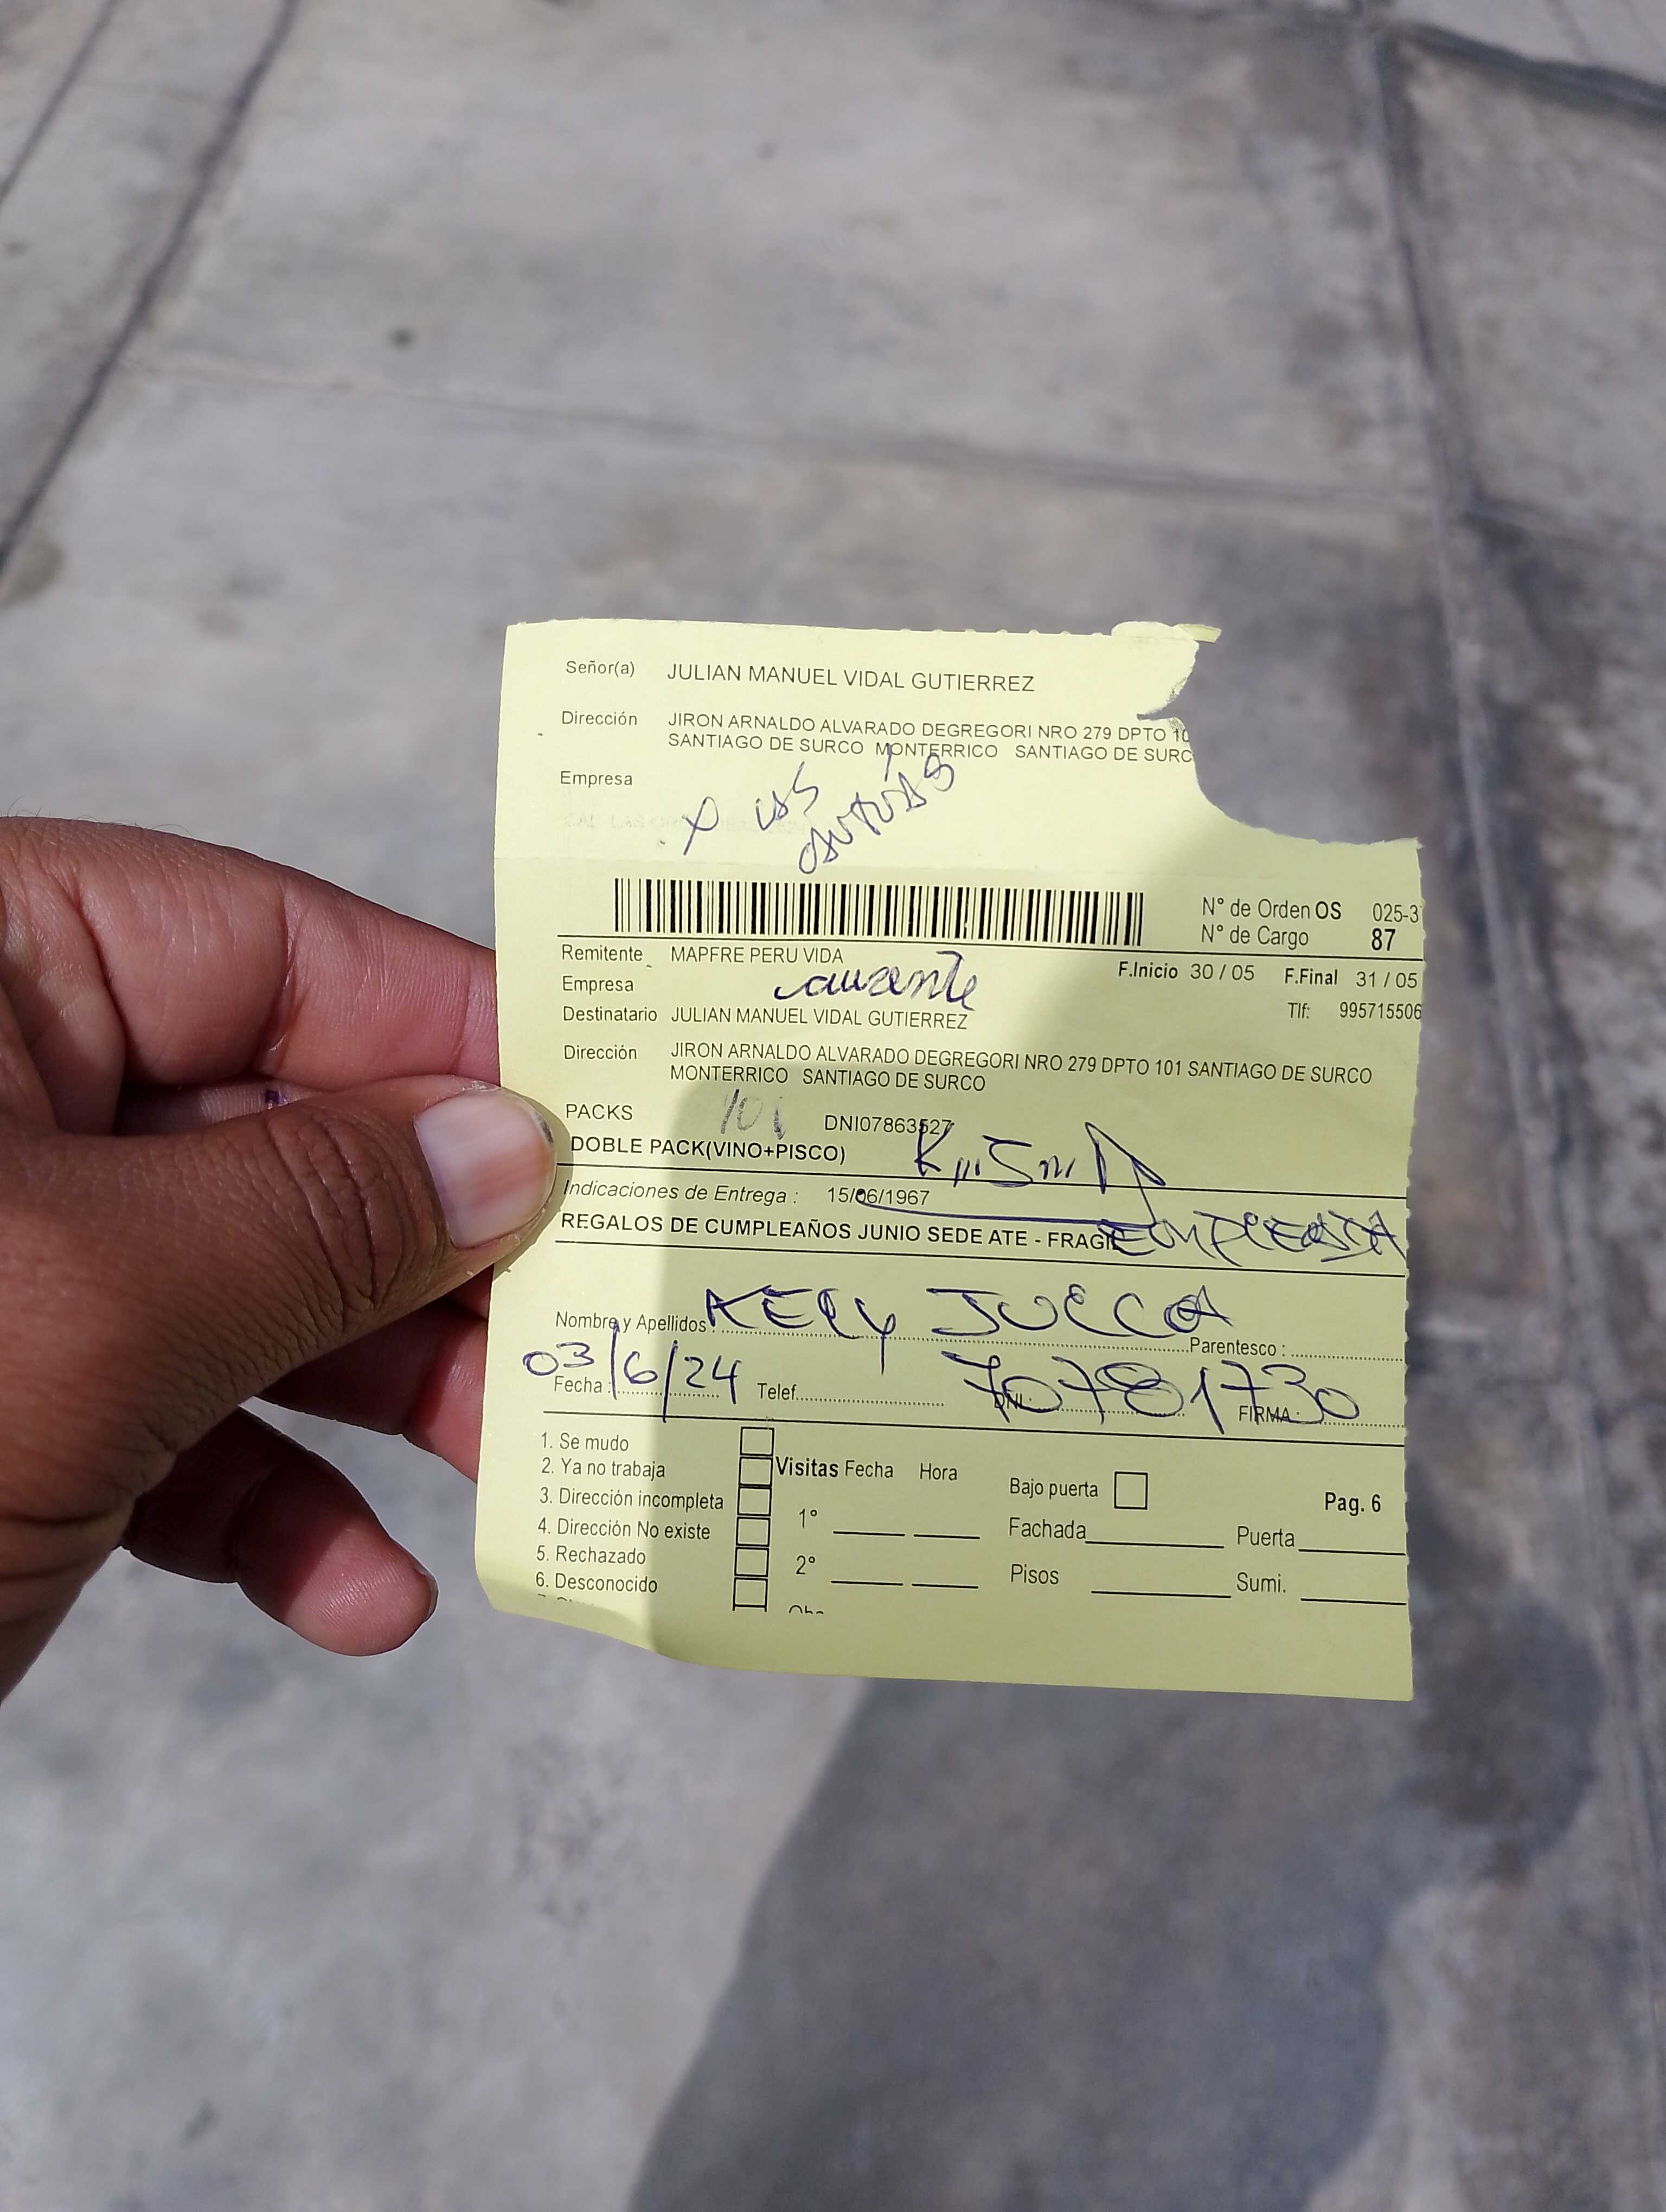 Señor(a) JULIAN MANUEL VIDAL GUTIERREZ
Dirección JIRON ARNALDO ALVARADO DEGREGORI NRO 279 DPTO 10
SANTIAGO DE SURCO MONTERRICO SANTIAGO DE SURC
Empresa
N° de Orden OS 025-3
N° de Cargo 87
Remitente MAPFRE PERU VIDA
F.Inicio 30 / 05 F.Final 31 / 05
Empresa
Tlf: 995715506
Destinatario JULIAN MANUEL VIDAL GUTIERREZ
Dirección JIRON ARNALDO ALVARADO DEGREGORI NRO 279 DPTO 101 SANTIAGO DE SURCO
MONTERRICO SANTIAGO DE SURCO
PACKS 101 DNI07863527
DOBLE PACK(VINO+PISCO)
Indicaciones de Entrega : 15/06/1967
EMPLEADA
REGALOS DE CUMPLEAÑOS JUNIO SEDE ATE - FRAGIL
Nombre y Apellidos : KELY JULCA Parentesco :
Fecha : 03/6/24 Telef. DNI : 70781730 FIRMA :
1. Se mudo
2. Ya no trabaja
3. Dirección incompleta
4. Dirección No existe
5. Rechazado
6. Desconocido
Visitas Fecha Hora
1°
2°
Bajo puerta
Fachada Puerta
Pisos Sumi.
Pag. 6